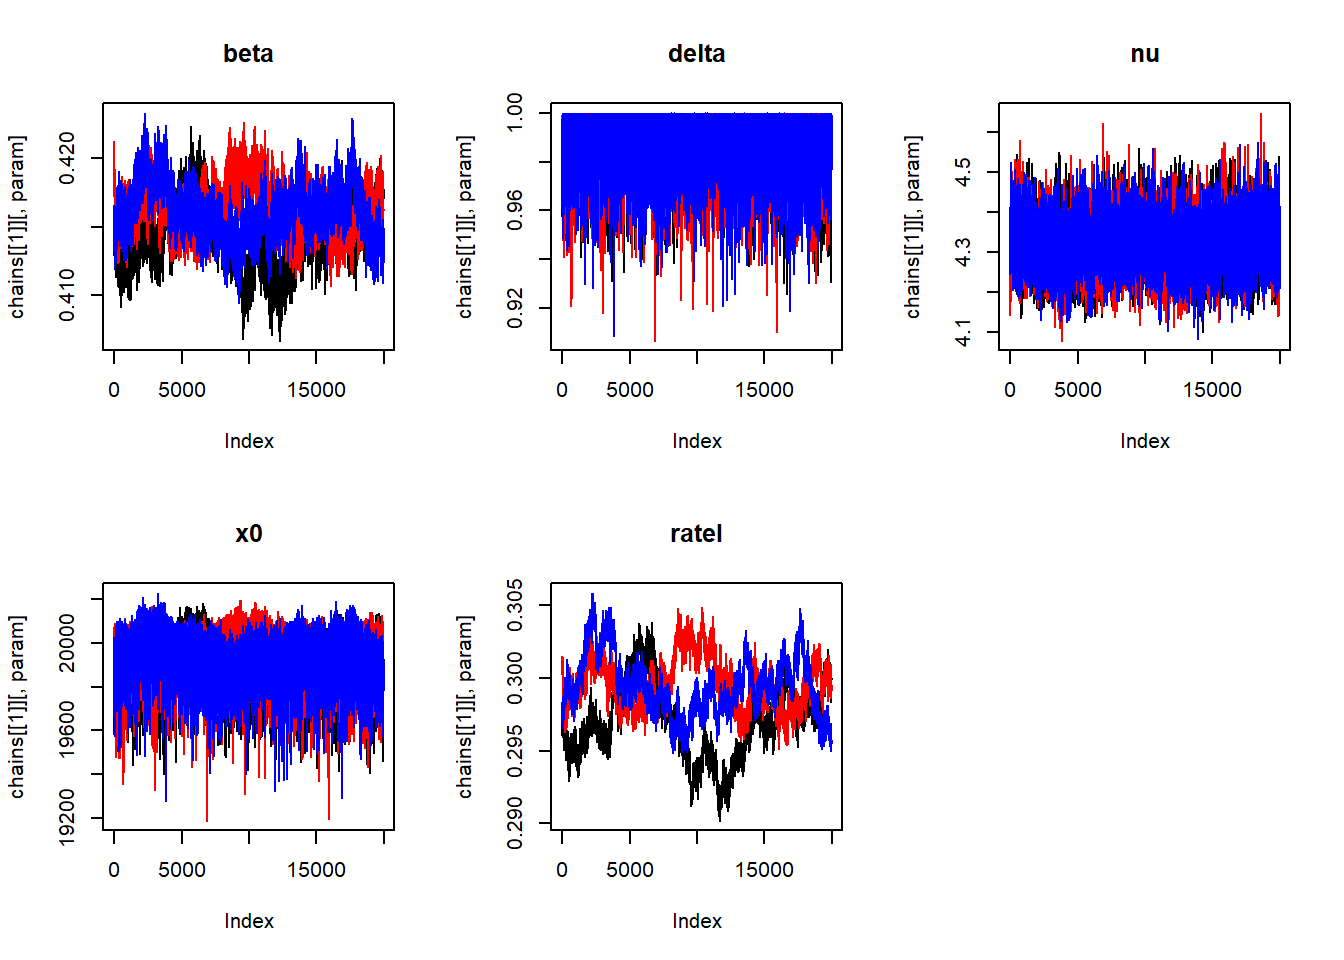 beta
chains[[1]][, param]
0.410
0.420
0
5000
15000
Index
delta
chains[[1]][, param]
0.92
0.96
1.00
0
5000
15000
Index
nu
chains[[1]][, param]
4.1
4.3
4.5
0
5000
15000
Index
x0
chains[[1]][, param]
19200
19600
20000
0
5000
15000
Index
ratel
chains[[1]][, param]
0.290
0.295
0.300
0.305
0
5000
15000
Index